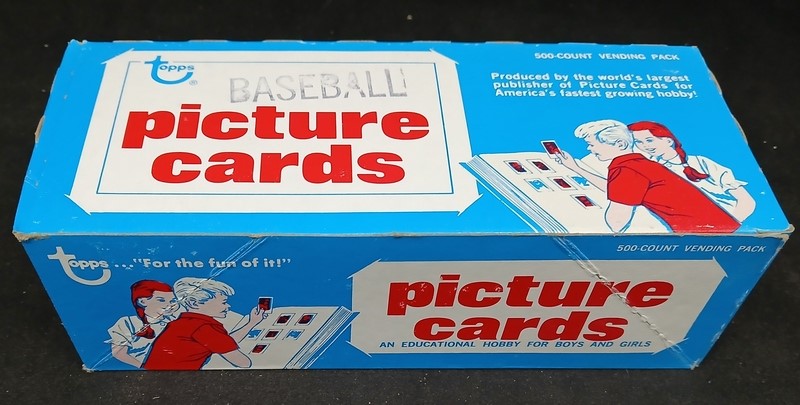 topps
®
BASEBALL
picture
cards
500-COUNT VENDING PACK
Produced by the world's largest
publisher of Picture Cards for
America's fastest growing hobby!
topps..."For the fun of it!"
500-COUNT VENDING PACK
picture
cards
AN EDUCATIONAL HOBBY FOR BOYS AND GIRLS